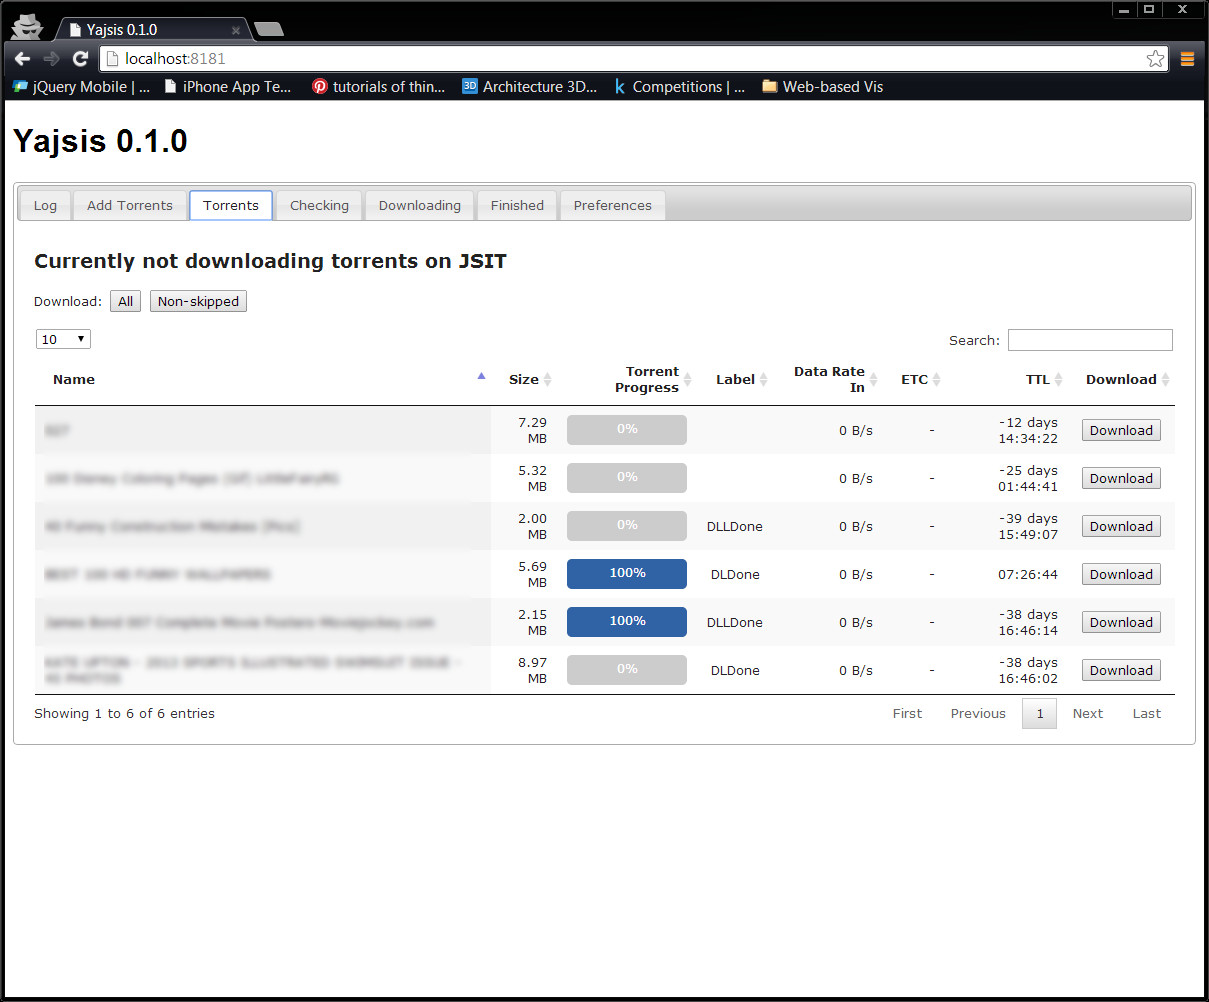 Yajsis 0.1.0
localhost:8181
jQuery Mobile | ... iPhone App Te... tutorials of thin... 3D Architecture 3D... k Competitions | ... Web-based Vis
Yajsis 0.1.0
Log Add Torrents Torrents Checking Downloading Finished Preferences
Currently not downloading torrents on JSIT
Download: All Non-skipped
10 Search:
Name Size Torrent Progress Label Data Rate In ETC TTL Download
7.29 MB 0% 0 B/s - -12 days 14:34:22 Download
5.32 MB 0% 0 B/s - -25 days 01:44:41 Download
2.00 MB 0% DLLDone 0 B/s - -39 days 15:49:07 Download
5.69 MB 100% DLDone 0 B/s - 07:26:44 Download
2.15 MB 100% DLLDone 0 B/s - -38 days 16:46:14 Download
8.97 MB 0% DLDone 0 B/s - -38 days 16:46:02 Download
Showing 1 to 6 of 6 entries First Previous 1 Next Last